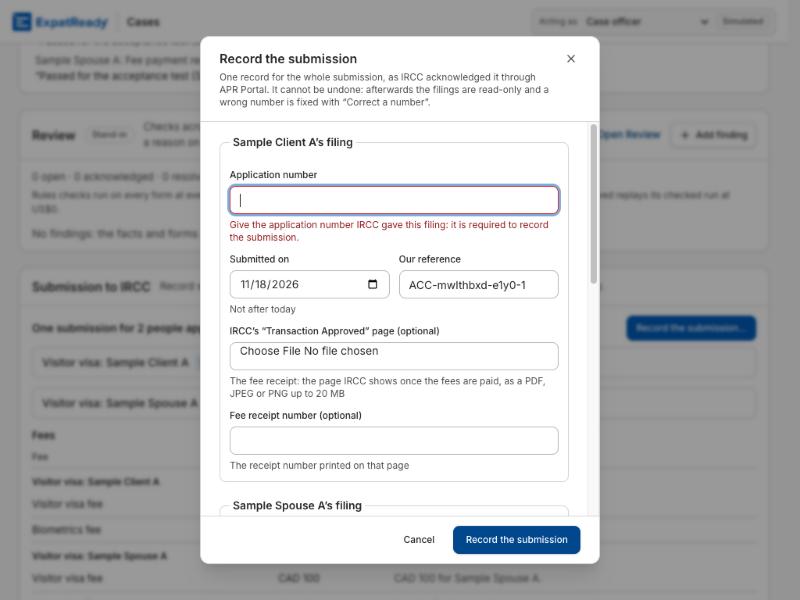 ExpatReady
Cases
Acting as Case officer
Simulated
Sample Spouse A: Fee payment re
"Passed for the acceptance test (S
Review
Stand-in
Checks acr
a reason on
Open Review
+ Add finding
0 open · 0 acknowledged · 0 resolv
Rules checks run on every form at eve
US$0.
ved replays its checked run at
No findings: the facts and forms
Submission to IRCC
Record w
One submission for 2 people app
Record the submission...
Visitor visa: Sample Client A
Visitor visa: Sample Spouse A
Fees
Fee
Visitor visa: Sample Client A
Visitor visa fee
Biometrics fee
Visitor visa: Sample Spouse A
Visitor visa fee
CAD 100
CAD 100 for Sample Spouse A.
Record the submission
×
One record for the whole submission, as IRCC acknowledged it through
APR Portal. It cannot be undone: afterwards the filings are read-only and a
wrong number is fixed with “Correct a number”.
Sample Client A’s filing
Application number
Give the application number IRCC gave this filing: it is required to record
the submission.
Submitted on
Our reference
11/18/2026
ACC-mwlthbxd-e1y0-1
Not after today
IRCC’s “Transaction Approved” page (optional)
Choose File No file chosen
The fee receipt: the page IRCC shows once the fees are paid, as a PDF,
JPEG or PNG up to 20 MB
Fee receipt number (optional)
The receipt number printed on that page
Sample Spouse A’s filing
Cancel
Record the submission